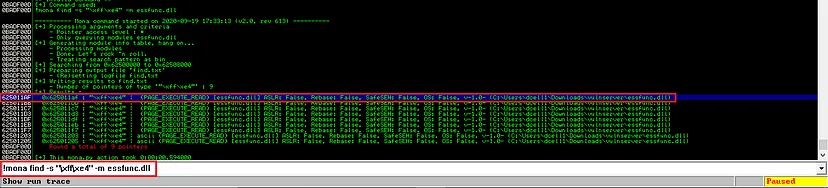 0BADF00D [+] Command used:
0BADF00D !mona find -s "\xff\xe4" -m essfunc.dll
0BADF00D ---------- Mona command started on 2020-09-19 17:33:13 (v2.0, rev 613) ----------
0BADF00D [+] Processing arguments and criteria
0BADF00D - Pointer access level : *
0BADF00D - Only querying modules essfunc.dll
0BADF00D [+] Generating module info table, hang on...
0BADF00D - Processing modules
0BADF00D - Done. Let's rock 'n roll.
0BADF00D - Treating search pattern as bin
0BADF00D [+] Searching from 0x62500000 to 0x62508000
0BADF00D [+] Preparing output file 'find.txt'
0BADF00D - (Re)setting logfile find.txt
0BADF00D [+] Writing results to find.txt
0BADF00D - Number of pointers of type '"\xff\xe4"' : 9
0BADF00D [+] Results :
625011AF 0x625011af : "\xff\xe4" | {PAGE_EXECUTE_READ} [essfunc.dll] ASLR: False, Rebase: False, SafeSEH: False, OS: False, v-1.0- (C:\Users\dcelll\Downloads\vulnserver\essfunc.dll)
625011BB 0x625011bb : "\xff\xe4" | {PAGE_EXECUTE_READ} [essfunc.dll] ASLR: False, Rebase: False, SafeSEH: False, OS: False, v-1.0- (C:\Users\dcelll\Downloads\vulnserver\essfunc.dll)
625011C7 0x625011c7 : "\xff\xe4" | {PAGE_EXECUTE_READ} [essfunc.dll] ASLR: False, Rebase: False, SafeSEH: False, OS: False, v-1.0- (C:\Users\dcelll\Downloads\vulnserver\essfunc.dll)
625011D3 0x625011d3 : "\xff\xe4" | {PAGE_EXECUTE_READ} [essfunc.dll] ASLR: False, Rebase: False, SafeSEH: False, OS: False, v-1.0- (C:\Users\dcelll\Downloads\vulnserver\essfunc.dll)
625011DF 0x625011df : "\xff\xe4" | {PAGE_EXECUTE_READ} [essfunc.dll] ASLR: False, Rebase: False, SafeSEH: False, OS: False, v-1.0- (C:\Users\dcelll\Downloads\vulnserver\essfunc.dll)
625011EB 0x625011eb : "\xff\xe4" | {PAGE_EXECUTE_READ} [essfunc.dll] ASLR: False, Rebase: False, SafeSEH: False, OS: False, v-1.0- (C:\Users\dcelll\Downloads\vulnserver\essfunc.dll)
625011F7 0x625011f7 : "\xff\xe4" | {PAGE_EXECUTE_READ} [essfunc.dll] ASLR: False, Rebase: False, SafeSEH: False, OS: False, v-1.0- (C:\Users\dcelll\Downloads\vulnserver\essfunc.dll)
62501203 0x62501203 : "\xff\xe4" | ascii {PAGE_EXECUTE_READ} [essfunc.dll] ASLR: False, Rebase: False, SafeSEH: False, OS: False, v-1.0- (C:\Users\dcelll\Downloads\vulnserver\essfunc.dll)
62501205 0x62501205 : "\xff\xe4" | ascii {PAGE_EXECUTE_READ} [essfunc.dll] ASLR: False, Rebase: False, SafeSEH: False, OS: False, v-1.0- (C:\Users\dcelll\Downloads\vulnserver\essfunc.dll)
0BADF00D Found a total of 9 pointers
0BADF00D
0BADF00D [+] This mona.py action took 0:00:00.594000
!mona find -s "\xff\xe4" -m essfunc.dll
Show run trace
Paused